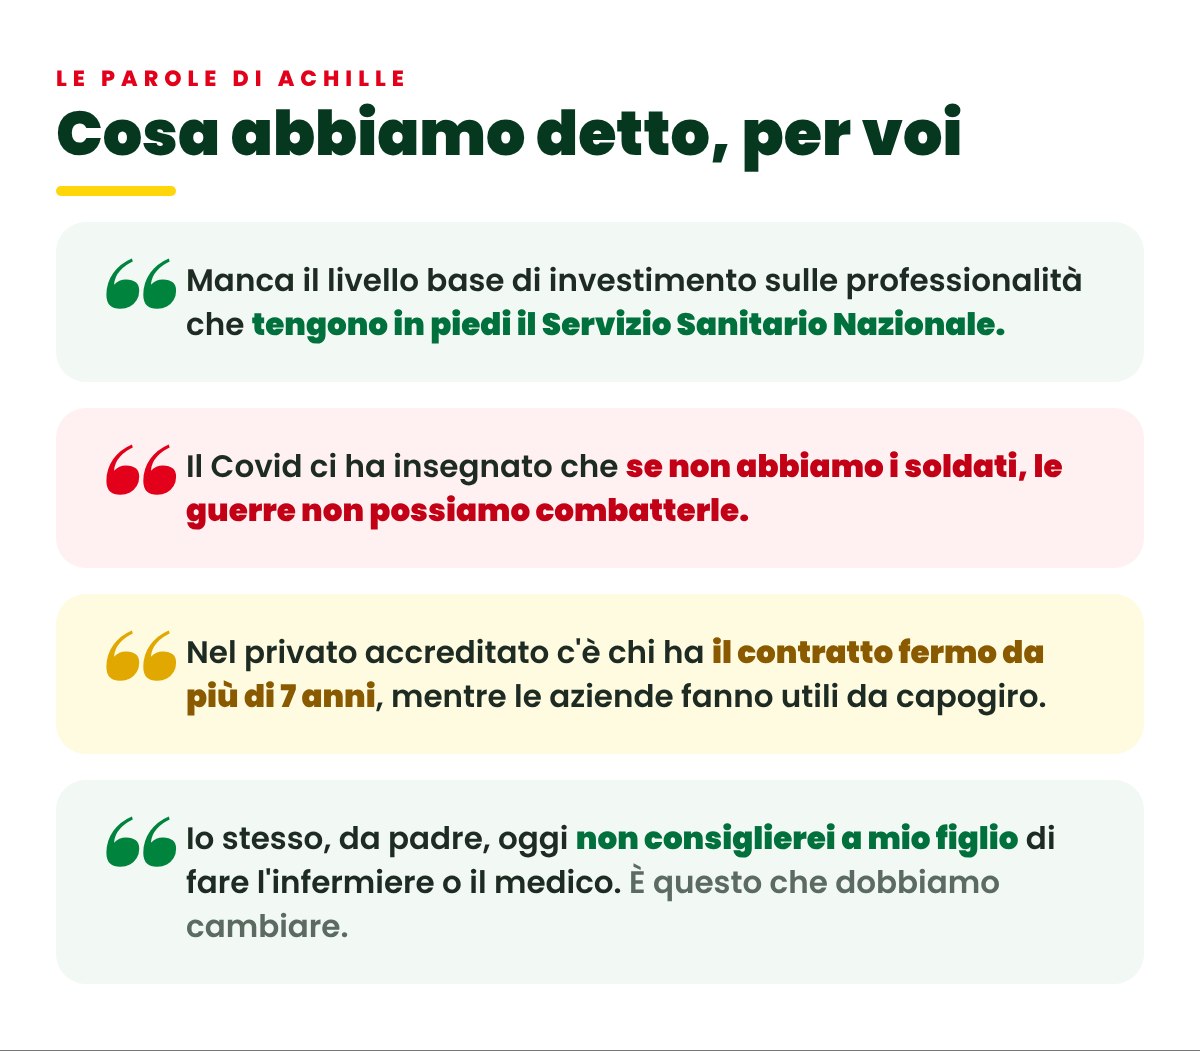 LE PAROLE DI ACHILLE
Cosa abbiamo detto, per voi
“Manca il livello base di investimento sulle professionalità
che tengono in piedi il Servizio Sanitario Nazionale.
“Il Covid ci ha insegnato che se non abbiamo i soldati, le
guerre non possiamo combatterle.
“Nel privato accreditato c'è chi ha il contratto fermo da
più di 7 anni, mentre le aziende fanno utili da capogiro.
“Io stesso, da padre, oggi non consiglierei a mio figlio di
fare l'infermiere o il medico. È questo che dobbiamo
cambiare.